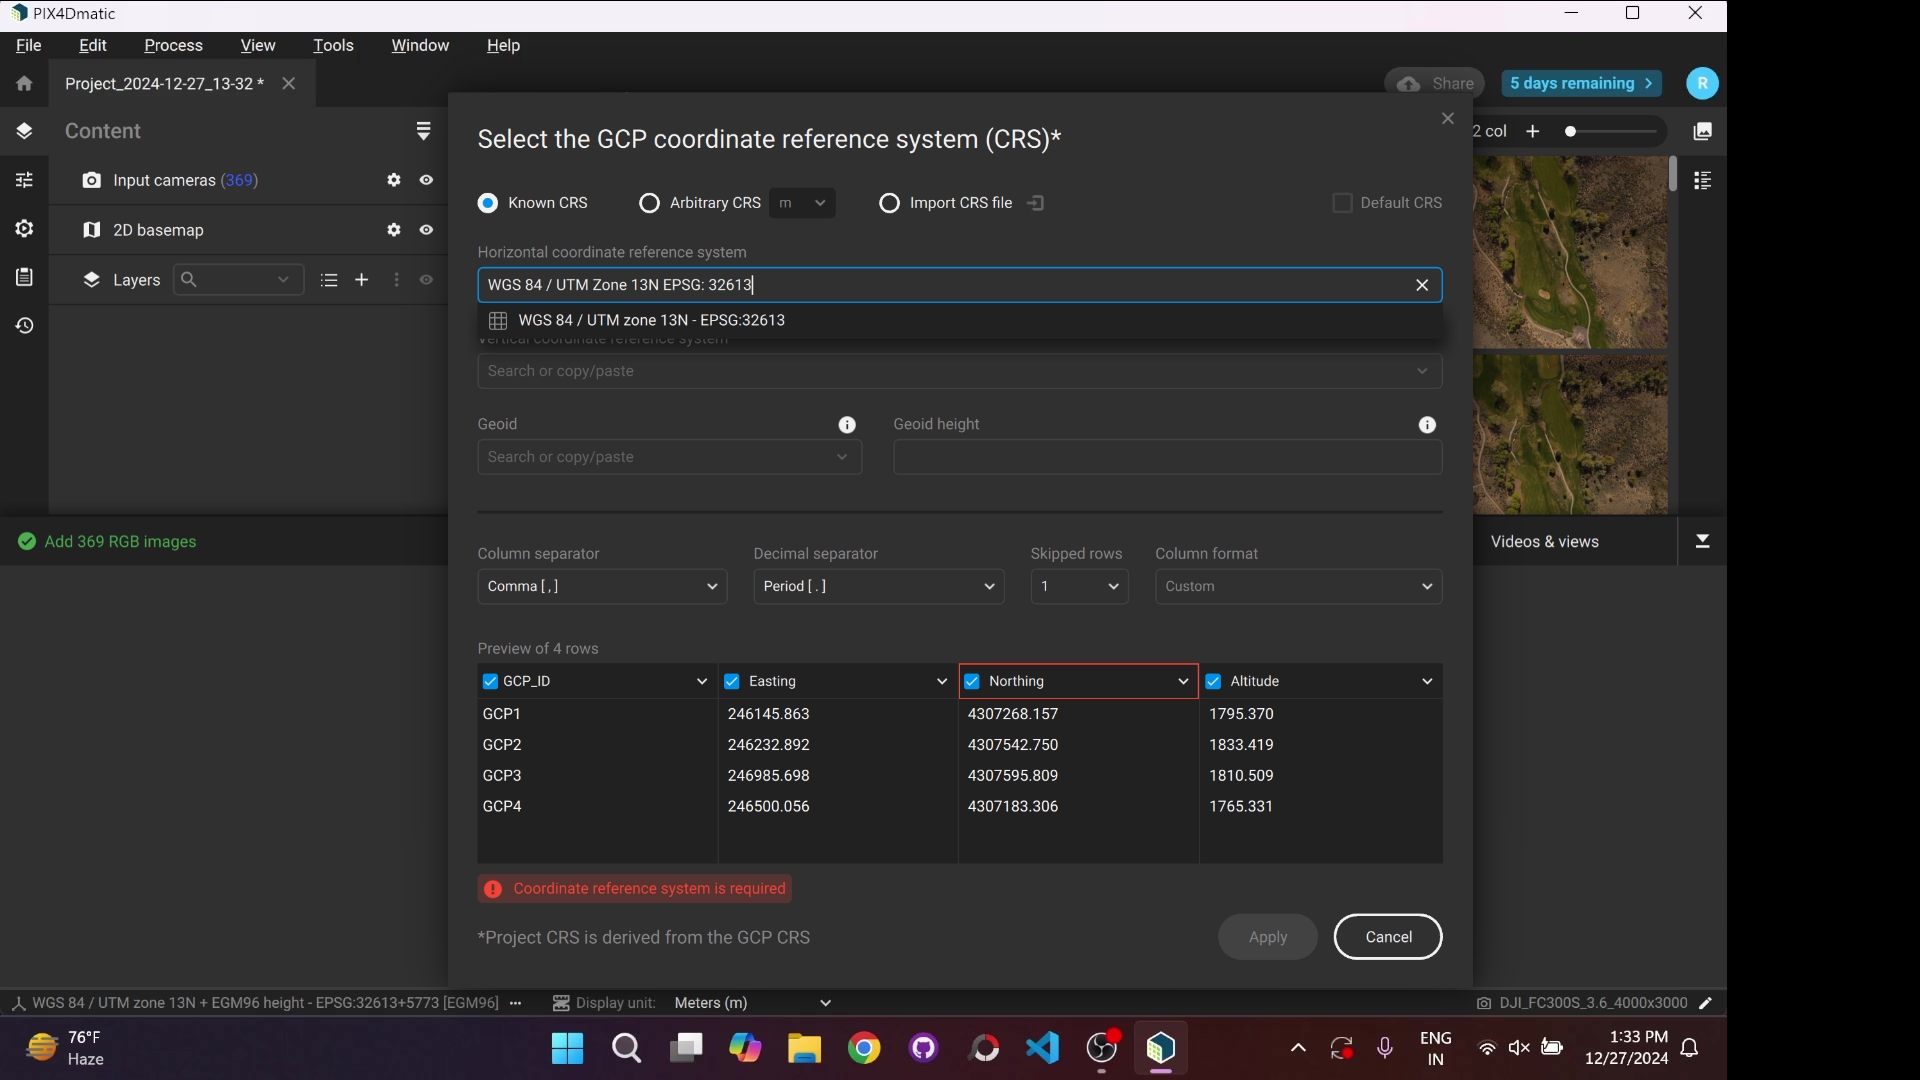 PIX4Dmatic
File Edit Process View Tools Window Help
Project_2024-12-27_13-32 *
Share
5 days remaining
R
Content
2 col
Input cameras (369)
2D basemap
Layers
Select the GCP coordinate reference system (CRS)*
Known CRS
Arbitrary CRS
m
Import CRS file
Default CRS
Horizontal coordinate reference system
WGS 84 / UTM Zone 13N EPSG: 32613
WGS 84 / UTM zone 13N - EPSG:32613
Vertical coordinate reference system
Search or copy/paste
Geoid
Geoid height
Search or copy/paste
Add 369 RGB images
Videos & views
Column separator
Decimal separator
Skipped rows
Column format
Comma [ , ]
Period [ . ]
1
Custom
Preview of 4 rows
GCP_ID Easting Northing Altitude
GCP1 246145.863 4307268.157 1795.370
GCP2 246232.892 4307542.750 1833.419
GCP3 246985.698 4307595.809 1810.509
GCP4 246500.056 4307183.306 1765.331
Coordinate reference system is required
*Project CRS is derived from the GCP CRS
Apply
Cancel
WGS 84 / UTM zone 13N + EGM96 height - EPSG:32613+5773 [EGM96]
Display unit:
Meters (m)
DJI_FC300S_3.6_4000x3000
76°F
Haze
ENG
IN
1:33 PM
12/27/2024